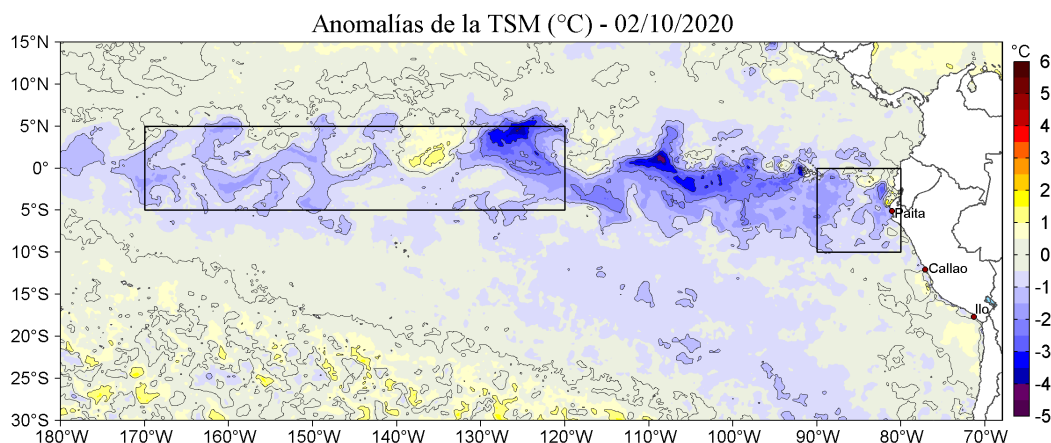 Anomalías de la TSM (°C) - 02/10/2020
15°N
10°N
5°N
0°
5°S
10°S
15°S
20°S
25°S
30°S
180°W
170°W
160°W
150°W
140°W
130°W
120°W
110°W
100°W
90°W
80°W
70°W
Paita
Callao
Ilo
°C
6
5
4
3
2
1
0
-1
-2
-3
-4
-5